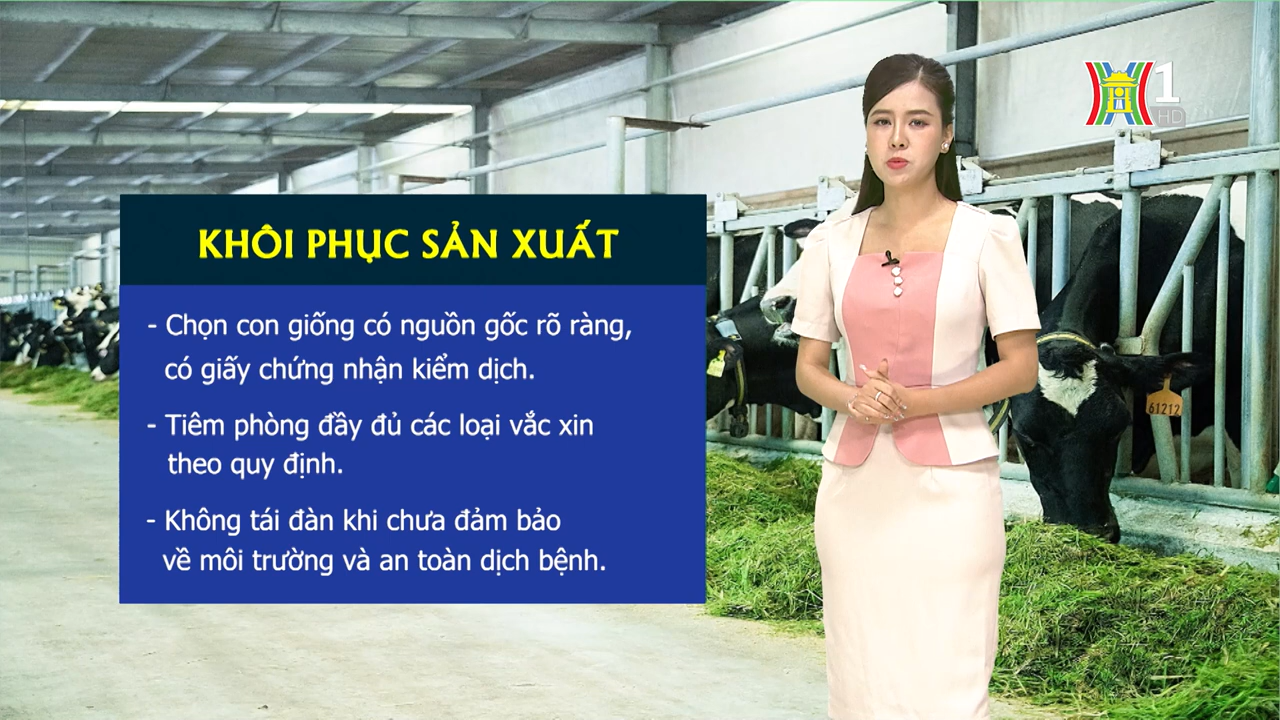 1
HD
KHÔI PHỤC SẢN XUẤT
- Chọn con giống có nguồn gốc rõ ràng,
có giấy chứng nhận kiểm dịch.
- Tiêm phòng đầy đủ các loại vắc xin
theo quy định.
- Không tái đàn khi chưa đảm bảo
về môi trường và an toàn dịch bệnh.
61212